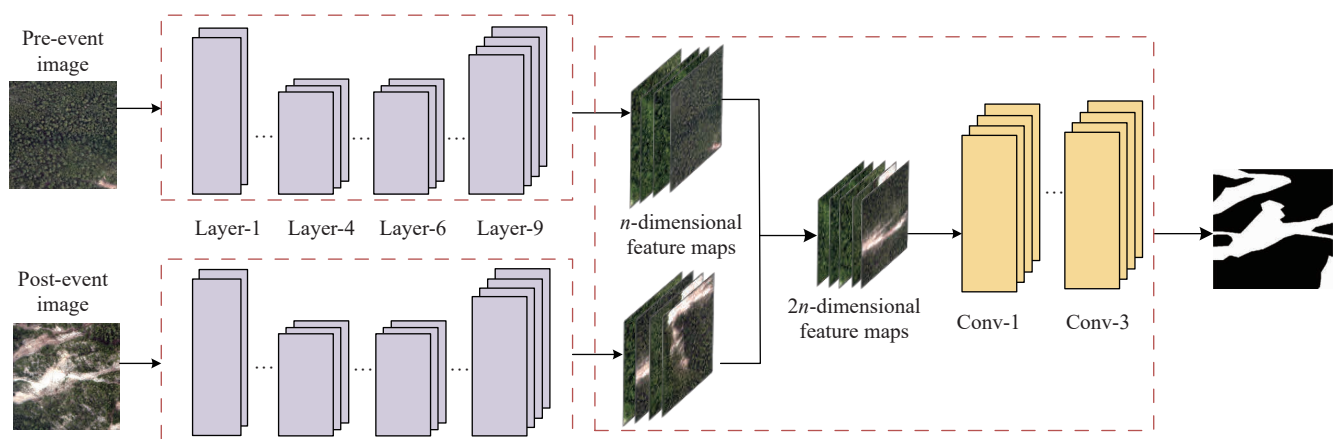 Pre-event
image
...
...
...
Layer-1
Layer-4
Layer-6
Layer-9
n-dimensional
feature maps
2n-dimensional
feature maps
...
Conv-1
Conv-3
Post-event
image
...
...
...